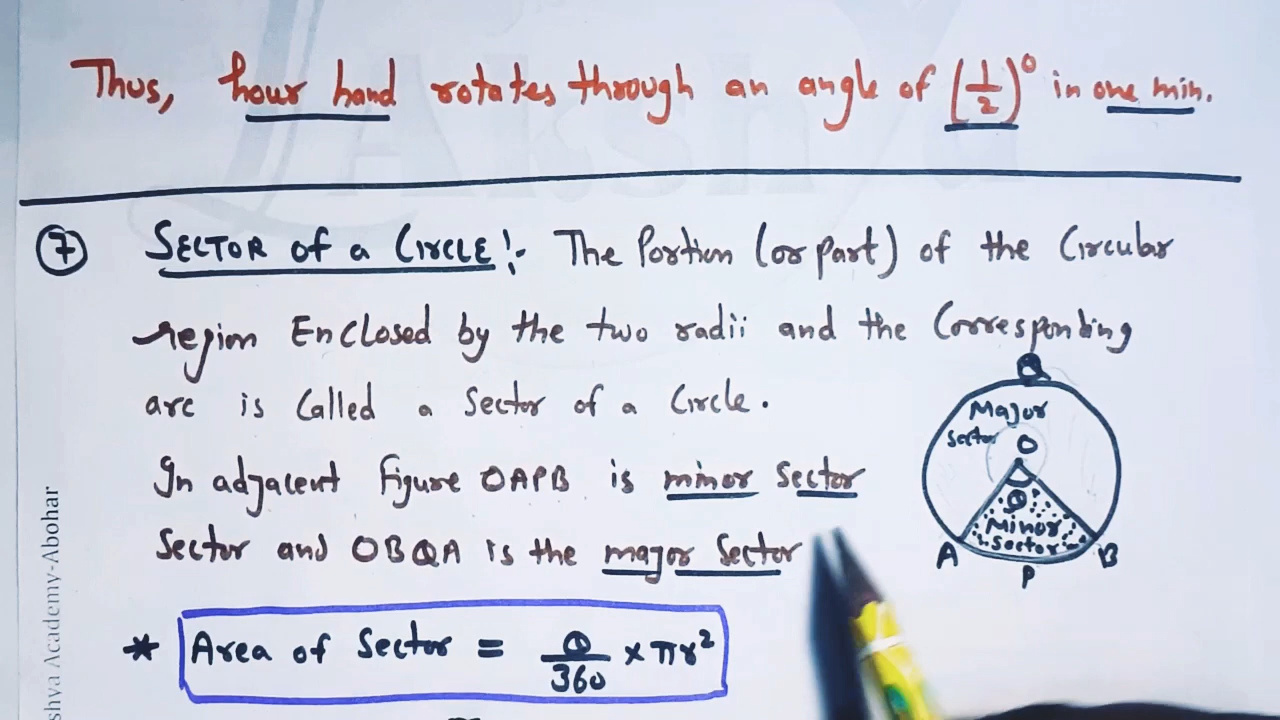 Thus, hour hand rotates through an angle of (1/2)° in one min.
7 SECTOR of a CIRCLE:- The Portion (or part) of the Circular
region Enclosed by the two radii and the Corresponding
arc is Called a Sector of a Circle.
In adjacent figure OAPB is minor Sector
Sector and OBQA is the major Sector
* Area of Sector = θ/360 × πr²
Q
Major
Sector
O
θ
Minor
Sector
A
B
P
shva Academy-Abohar